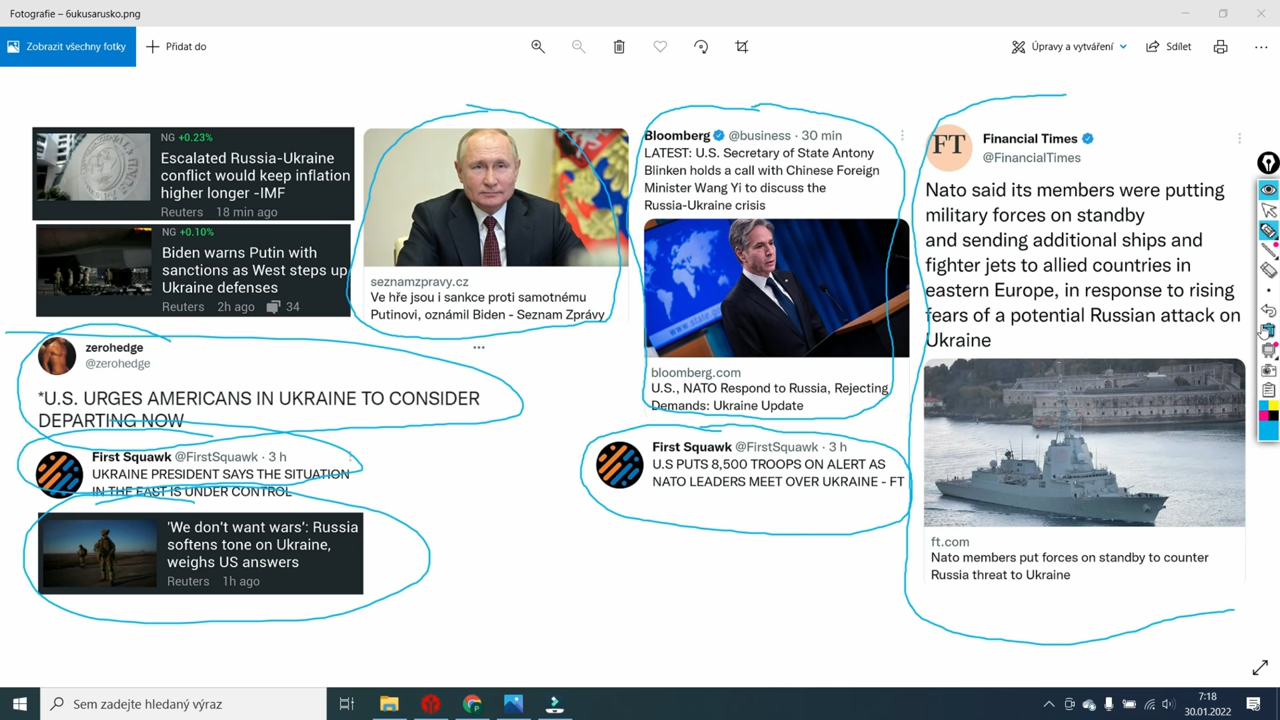 Fotografie – 6ukusarusko.png
Zobrazit všechny fotky
Přidat do
Úpravy a vytváření
Sdílet
NG +0.23%
Escalated Russia-Ukraine
conflict would keep inflation
higher longer -IMF
Reuters 18 min ago
NG +0.10%
Biden warns Putin with
sanctions as West steps up
Ukraine defenses
Reuters 2h ago 34
seznamzpravy.cz
Ve hře jsou i sankce proti samotnému
Putinovi, oznámil Biden - Seznam Zprávy
zerohedge
@zerohedge
*U.S. URGES AMERICANS IN UKRAINE TO CONSIDER
DEPARTING NOW
First Squawk @FirstSquawk · 3 h
UKRAINE PRESIDENT SAYS THE SITUATION
IN THE EAST IS UNDER CONTROL
'We don't want wars': Russia
softens tone on Ukraine,
weighs US answers
Reuters 1h ago
Bloomberg @business · 30 min
LATEST: U.S. Secretary of State Antony
Blinken holds a call with Chinese Foreign
Minister Wang Yi to discuss the
Russia-Ukraine crisis
www.state.g
bloomberg.com
U.S., NATO Respond to Russia, Rejecting
Demands: Ukraine Update
First Squawk @FirstSquawk · 3 h
U.S PUTS 8,500 TROOPS ON ALERT AS
NATO LEADERS MEET OVER UKRAINE - FT
FT
Financial Times
@FinancialTimes
Nato said its members were putting
military forces on standby
and sending additional ships and
fighter jets to allied countries in
eastern Europe, in response to rising
fears of a potential Russian attack on
Ukraine
ft.com
Nato members put forces on standby to counter
Russia threat to Ukraine
Sem zadejte hledaný výraz
7:18
30.01.2022